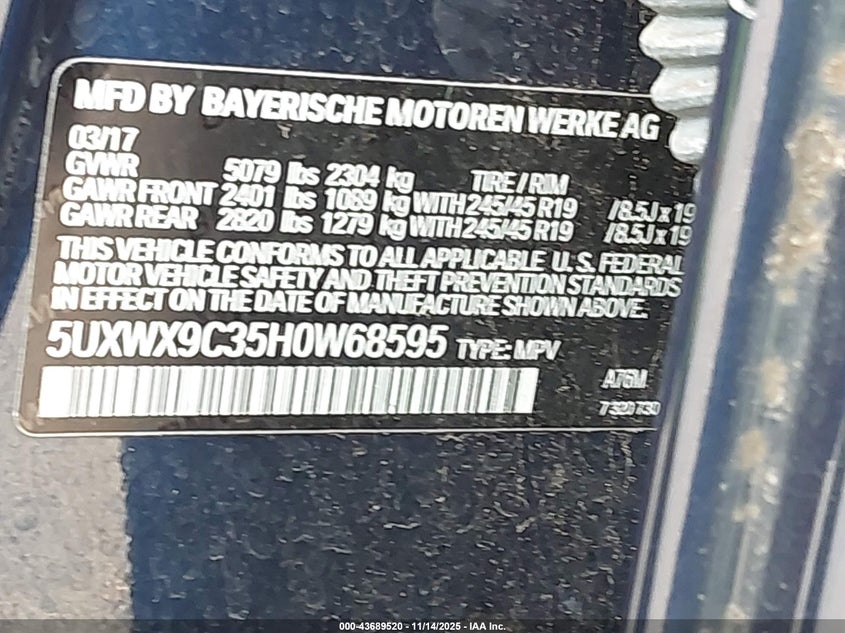 MFD BY BAYERISCHE MOTOREN WERKE AG
03/17
GVWR 5079 lbs 2304 kg TIRE / RIM
GAWR FRONT 2401 lbs 1089 kg WITH 245/45 R19 /8.5J x 19
GAWR REAR 2820 lbs 1279 kg WITH 245/45 R19 /8.5J x 19
THIS VEHICLE CONFORMS TO ALL APPLICABLE U. S. FEDERAL
MOTOR VEHICLE SAFETY AND THEFT PREVENTION STANDARDS
IN EFFECT ON THE DATE OF MANUFACTURE SHOWN ABOVE.
5UXWX9C35H0W68595 TYPE: MPV
A76M
000-43689520 - 11/14/2025 - IAA Inc.